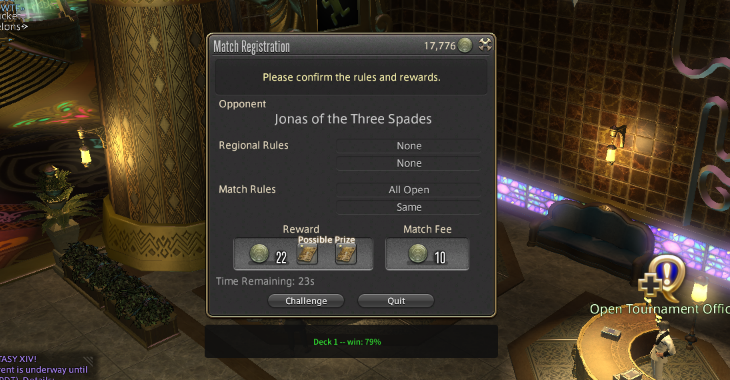 Match Registration
17,776
Please confirm the rules and rewards.
Opponent
Jonas of the Three Spades
Regional Rules
None
None
Match Rules
All Open
Same
Reward
Match Fee
Possible Prize
22
10
Time Remaining: 23s
Challenge
Quit
Deck 1 -- win: 79%
Open Tournament Offic
TASY XIV!
ent is underway until